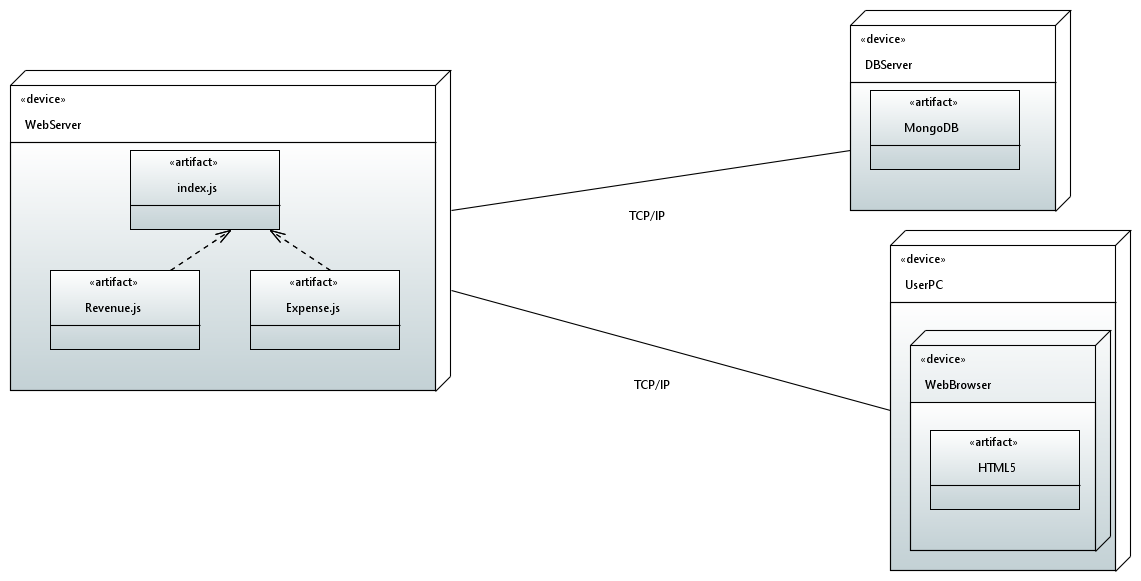 «device»
WebServer
«artifact»
index.js
«artifact»
Revenue.js
«artifact»
Expense.js
TCP/IP
TCP/IP
«device»
DBServer
«artifact»
MongoDB
«device»
UserPC
«device»
WebBrowser
«artifact»
HTML5